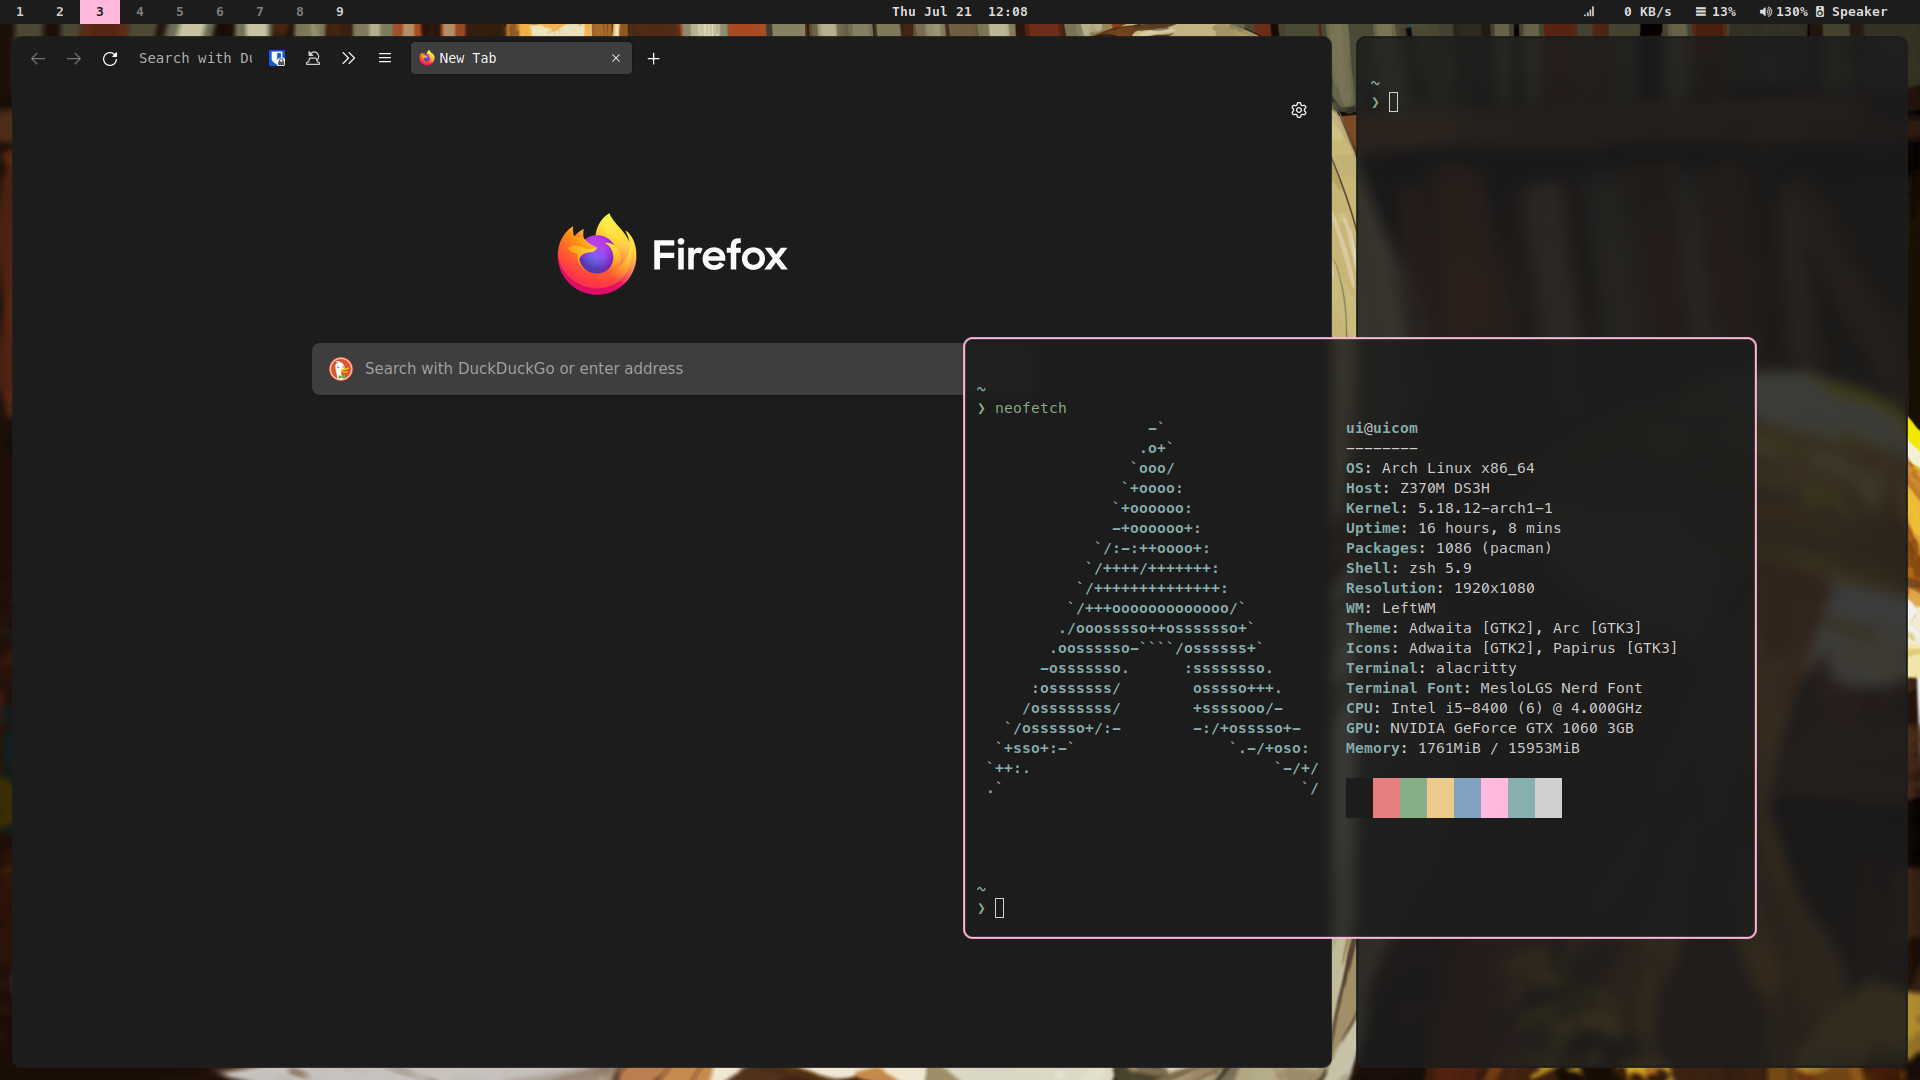 1 2 3 4 5 6 7 8 9 Thu Jul 21 12:08 0 KB/s 13% 130% Speaker
Search with Du New Tab
~
❯
Firefox
Search with DuckDuckGo or enter address
~
❯ neofetch
-`
.o+`
`ooo/
`+oooo:
`+oooooo:
-+oooooo+:
`/:-:++oooo+:
`/++++/+++++++:
`/++++++++++++++:
`/+++ooooooooooooo/`
./ooosssso++osssssso+`
.oossssso-````/ossssss+`
-osssssso.      :ssssssso.
:osssssss/        osssso+++.
/ossssssss/        +ssssooo/-
`/ossssso+/:-        -:/+osssso+-
`+sso+:-`                 `.-/+oso:
`++:.                           `-/+/
.`                                 `/
ui@uicom
--------
OS: Arch Linux x86_64
Host: Z370M DS3H
Kernel: 5.18.12-arch1-1
Uptime: 16 hours, 8 mins
Packages: 1086 (pacman)
Shell: zsh 5.9
Resolution: 1920x1080
WM: LeftWM
Theme: Adwaita [GTK2], Arc [GTK3]
Icons: Adwaita [GTK2], Papirus [GTK3]
Terminal: alacritty
Terminal Font: MesloLGS Nerd Font
CPU: Intel i5-8400 (6) @ 4.000GHz
GPU: NVIDIA GeForce GTX 1060 3GB
Memory: 1761MiB / 15953MiB
~
❯